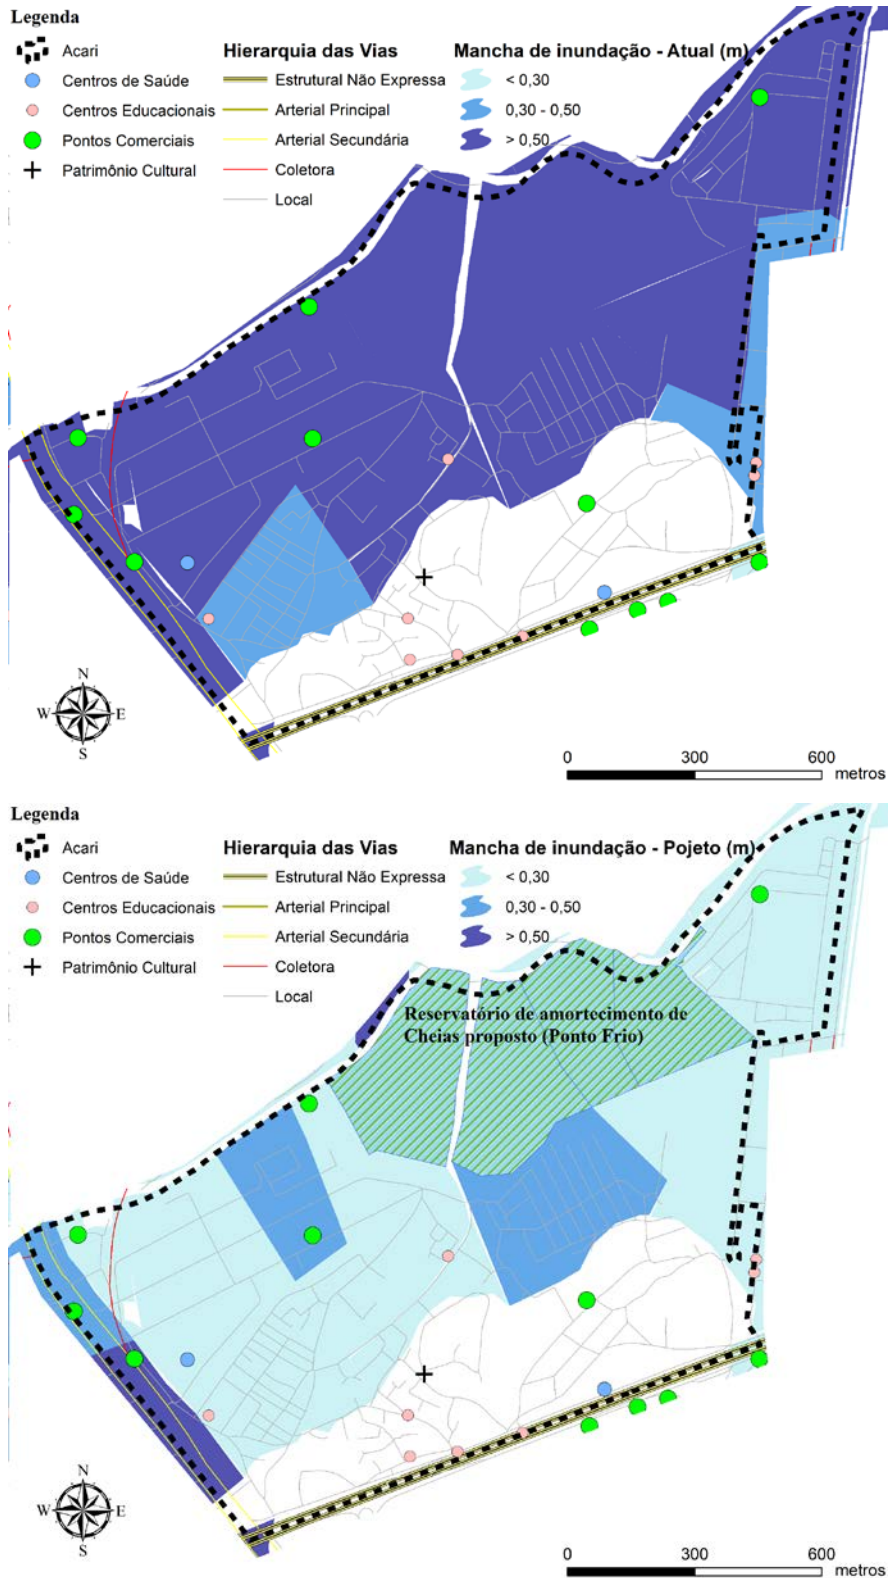 Legenda
Acari
Centros de Saúde
Centros Educacionais
Pontos Comerciais
Patrimônio Cultural
Hierarquia das Vias
Estrutural Não Expressa
Arterial Principal
Arterial Secundária
Coletora
Local
Mancha de inundação - Atual (m)
< 0,30
0,30 - 0,50
> 0,50
N
W E
S
0 300 600
metros
Legenda
Acari
Centros de Saúde
Centros Educacionais
Pontos Comerciais
Patrimônio Cultural
Hierarquia das Vias
Estrutural Não Expressa
Arterial Principal
Arterial Secundária
Coletora
Local
Mancha de inundação - Pojeto (m)
< 0,30
0,30 - 0,50
> 0,50
Reservatório de amortecimento de
Cheias proposto (Ponto Frio)
N
W E
S
0 300 600
metros